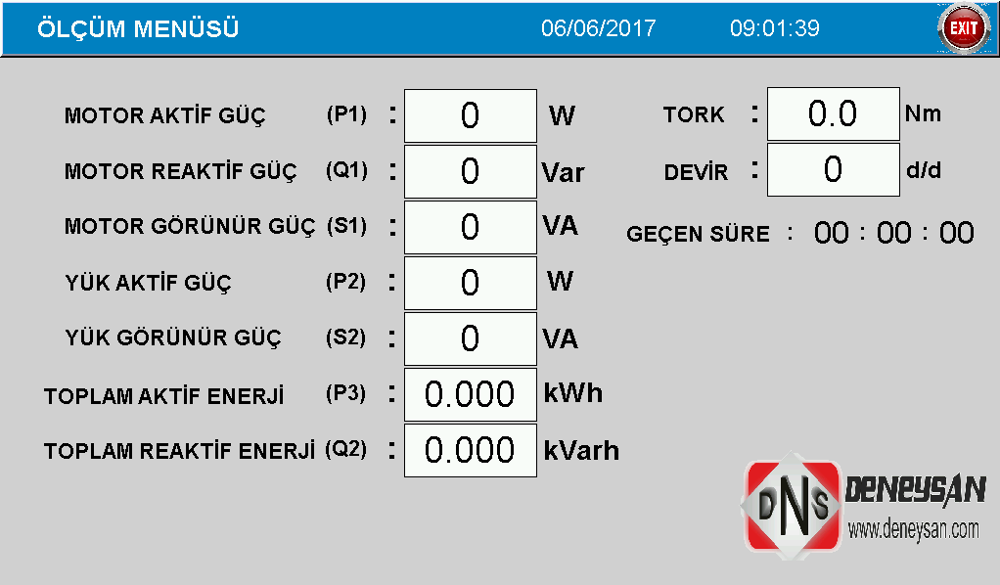 ÖLÇÜM MENÜSÜ 06/06/2017 09:01:39 EXIT
MOTOR AKTİF GÜÇ (P1) : 0 W TORK : 0.0 Nm
MOTOR REAKTİF GÜÇ (Q1) : 0 Var DEVİR : 0 d/d
MOTOR GÖRÜNÜR GÜÇ (S1) : 0 VA GEÇEN SÜRE : 00 : 00 : 00
YÜK AKTİF GÜÇ (P2) : 0 W
YÜK GÖRÜNÜR GÜÇ (S2) : 0 VA
TOPLAM AKTİF ENERJİ (P3) : 0.000 kWh
TOPLAM REAKTİF ENERJİ (Q2) : 0.000 kVarh
DNS DENEYSAN
www.deneysan.com